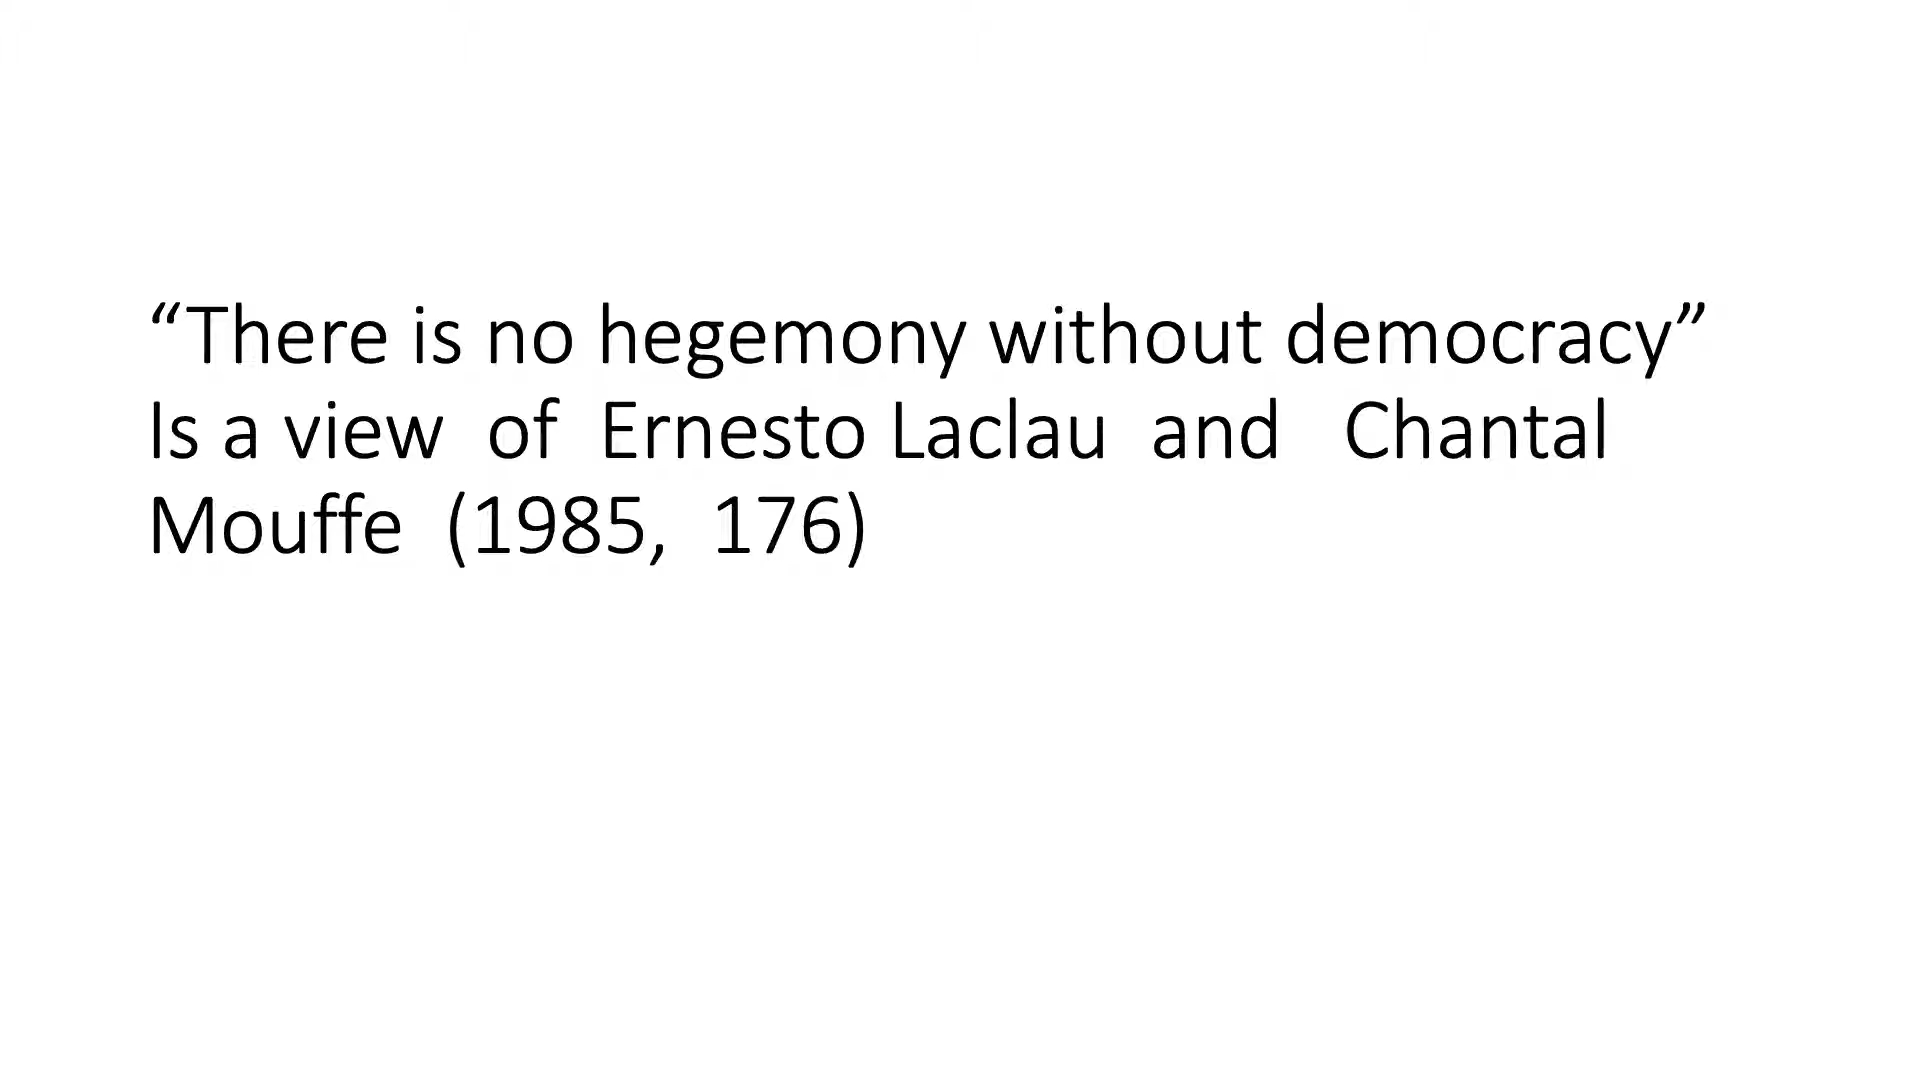 “There is no hegemony without democracy”
Is a view of Ernesto Laclau and Chantal
Mouffe (1985, 176)